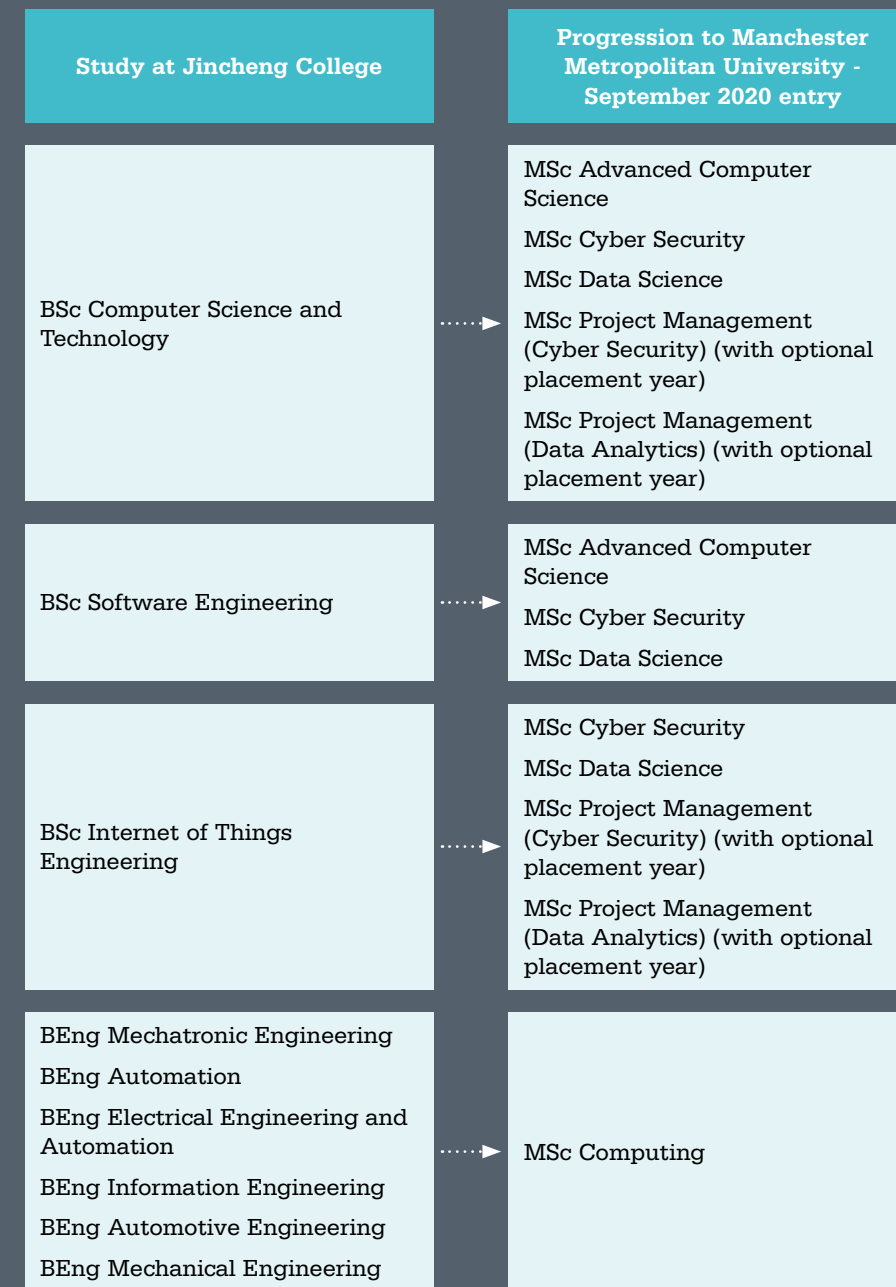 Study at Jincheng College
Progression to Manchester
Metropolitan University -
September 2020 entry
BSc Computer Science and
Technology
MSc Advanced Computer
Science
MSc Cyber Security
MSc Data Science
MSc Project Management
(Cyber Security) (with optional
placement year)
MSc Project Management
(Data Analytics) (with optional
placement year)
BSc Software Engineering
MSc Advanced Computer
Science
MSc Cyber Security
MSc Data Science
BSc Internet of Things
Engineering
MSc Cyber Security
MSc Data Science
MSc Project Management
(Cyber Security) (with optional
placement year)
MSc Project Management
(Data Analytics) (with optional
placement year)
BEng Mechatronic Engineering
BEng Automation
BEng Electrical Engineering and
Automation
BEng Information Engineering
BEng Automotive Engineering
BEng Mechanical Engineering
MSc Computing